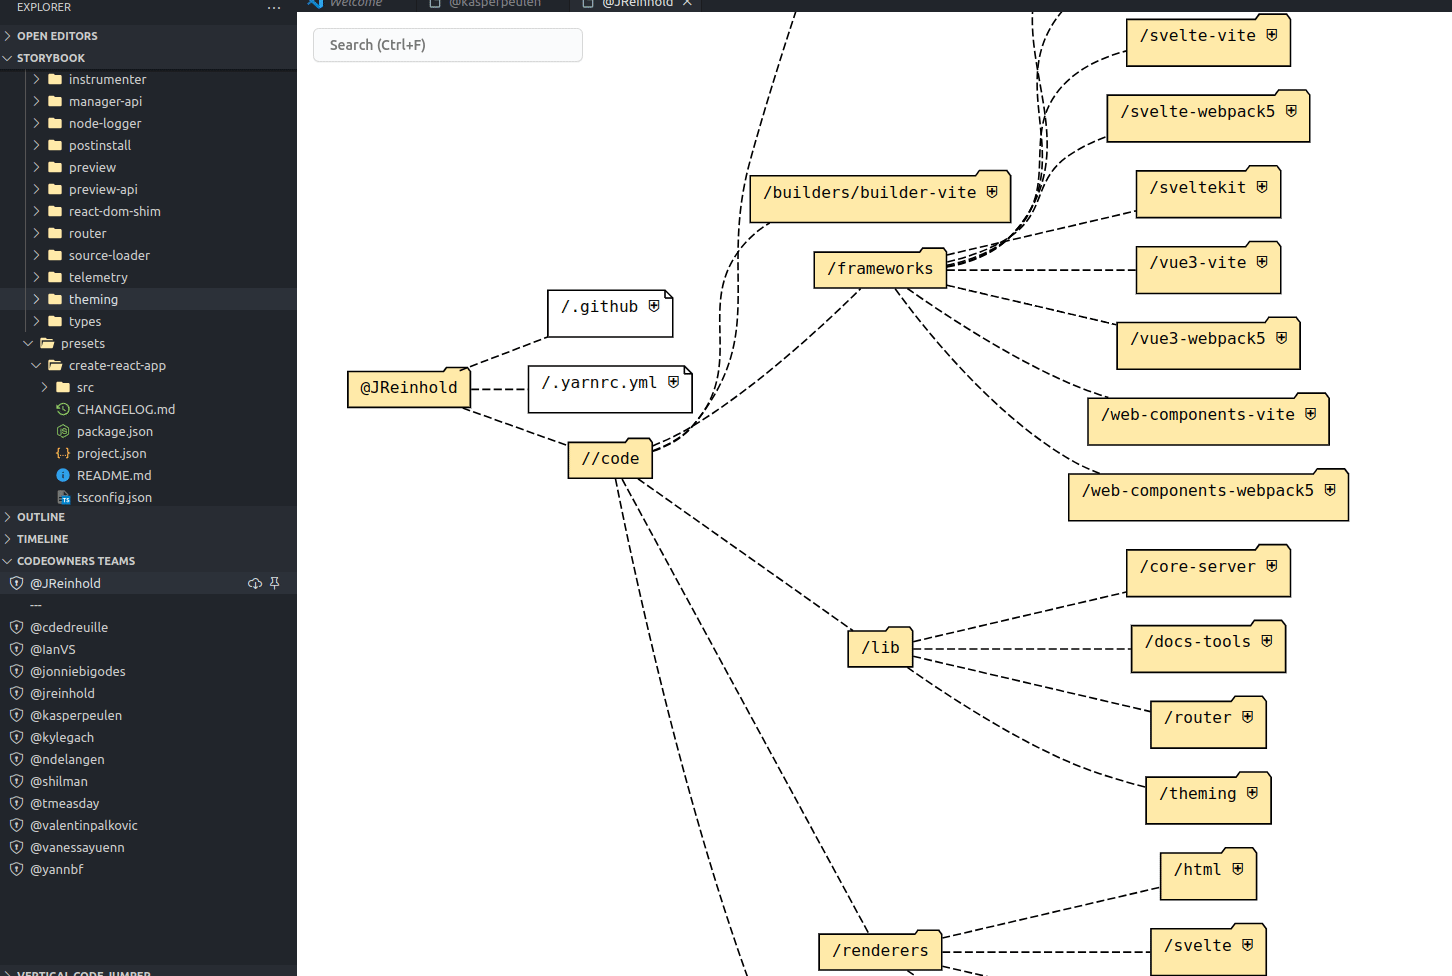 EXPLORER
OPEN EDITORS
STORYBOOK
instrumenter
manager-api
node-logger
postinstall
preview
preview-api
react-dom-shim
router
source-loader
telemetry
theming
types
presets
create-react-app
src
CHANGELOG.md
package.json
project.json
README.md
tsconfig.json
OUTLINE
TIMELINE
CODEOWNERS TEAMS
@JReinhold
---
@cdedreuille
@IanVS
@jonniebigodes
@jreinhold
@kasperpeulen
@kylegach
@ndelangen
@shilman
@tmeasday
@valentinpalkovic
@vanessayuenn
@yannbf
VERTICAL CODE JUMPER
Welcome
@kasperpeulen
@JReinhold
Search (Ctrl+F)
/svelte-vite
/svelte-webpack5
/sveltekit
/builders/builder-vite
/frameworks
/vue3-vite
/.github
/vue3-webpack5
@JReinhold
/.yarnrc.yml
/web-components-vite
//code
/web-components-webpack5
/core-server
/lib
/docs-tools
/router
/theming
/html
/renderers
/svelte